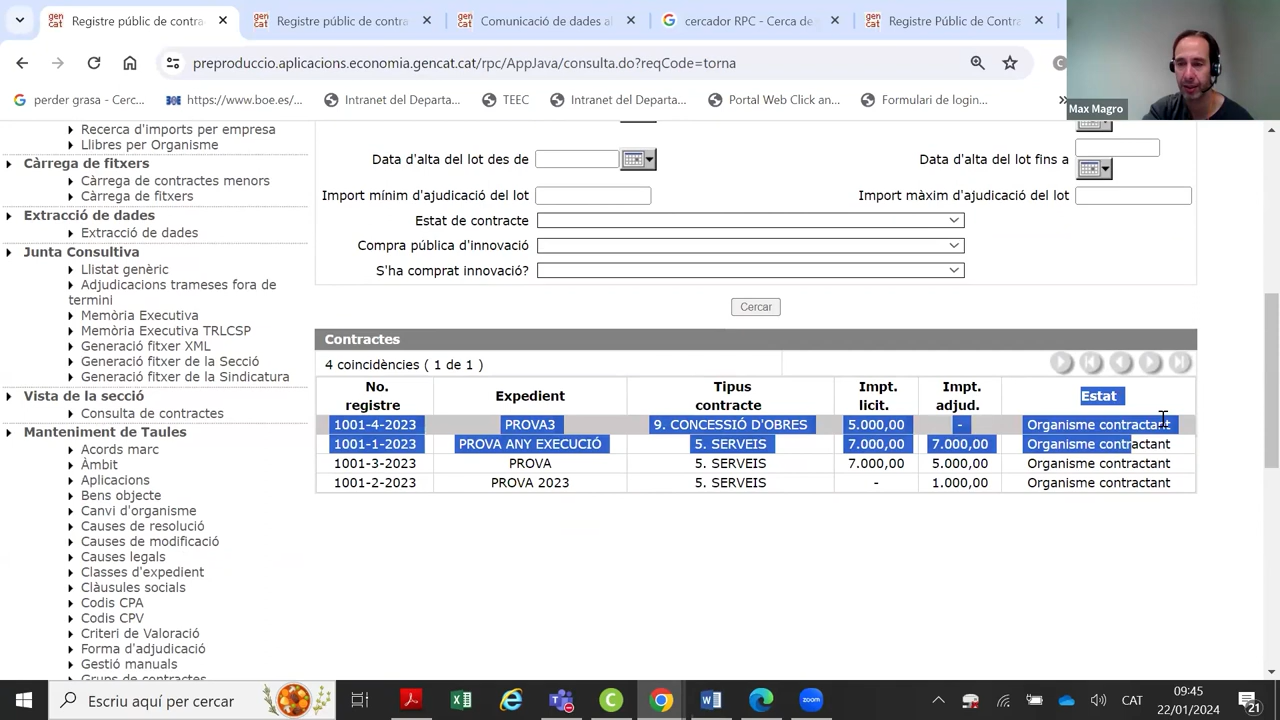 Registre públic de contra
Registre públic de contra
Comunicació de dades al
cercador RPC - Cerca de
Registre Públic de Contra
preproduccio.aplicacions.economia.gencat.cat/rpc/AppJava/consulta.do?reqCode=torna
perder grasa - Cerc...
https://www.boe.es/...
Intranet del Departa...
TEEC
Intranet del Departa...
Portal Web Click an...
Formulari de login...
Max Magro
Recerca d'imports per empresa
Llibres per Organisme
Càrrega de fitxers
Càrrega de contractes menors
Càrrega de fitxers
Extracció de dades
Extracció de dades
Junta Consultiva
Llistat genèric
Adjudicacions trameses fora de
termini
Memòria Executiva
Memòria Executiva TRLCSP
Generació fitxer XML
Generació fitxer de la Secció
Generació fitxer de la Sindicatura
Vista de la secció
Consulta de contractes
Manteniment de Taules
Acords marc
Àmbit
Aplicacions
Bens objecte
Canvi d'organisme
Causes de resolució
Causes de modificació
Causes legals
Classes d'expedient
Clàusules socials
Codis CPA
Codis CPV
Criteri de Valoració
Forma d'adjudicació
Gestió manuals
Grups de contractes
Data d'alta del lot des de
Data d'alta del lot fins a
Import mínim d'ajudicació del lot
Import màxim d'ajudicació del lot
Estat de contracte
Compra pública d'innovació
S'ha comprat innovació?
Cercar
Contractes
4 coincidències ( 1 de 1 )
No. registre Expedient Tipus contracte Impt. licit. Impt. adjud. Estat
1001-4-2023 PROVA3 9. CONCESSIÓ D'OBRES 5.000,00 - Organisme contractant
1001-1-2023 PROVA ANY EXECUCIÓ 5. SERVEIS 7.000,00 7.000,00 Organisme contractant
1001-3-2023 PROVA 5. SERVEIS 7.000,00 5.000,00 Organisme contractant
1001-2-2023 PROVA 2023 5. SERVEIS - 1.000,00 Organisme contractant
Escriu aquí per cercar
zoom
CAT
09:45
22/01/2024
21